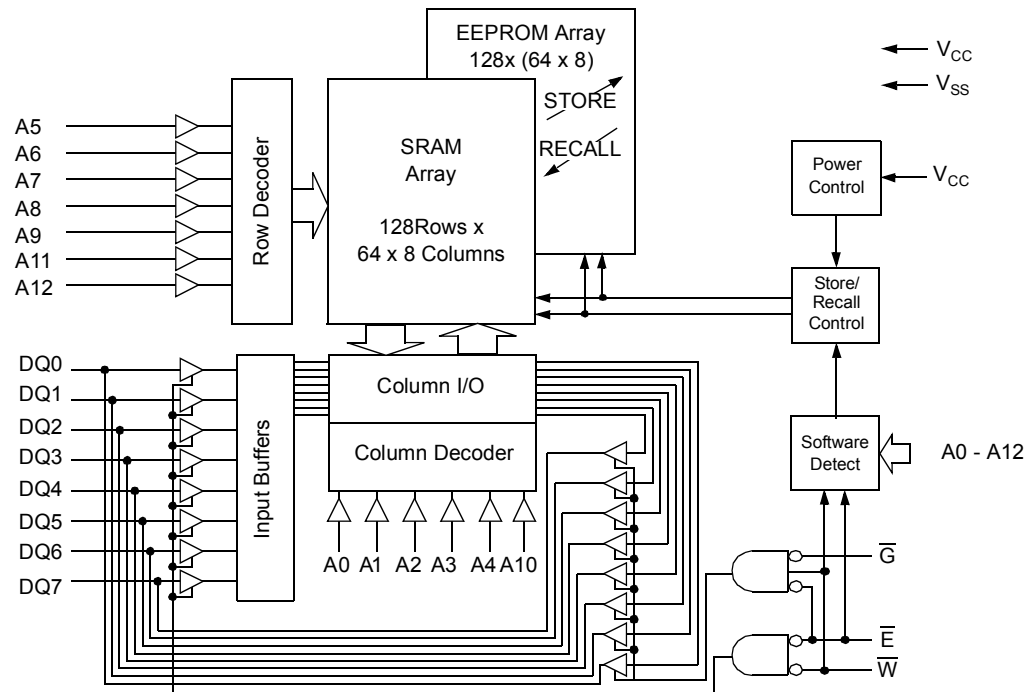 EEPROM Array
128x (64 x 8)
STORE
RECALL
SRAM
Array
128Rows x
64 x 8 Columns
V_CC
V_SS
A5
A6
A7
A8
A9
A11
A12
Row Decoder
Power
Control
V_CC
Store/
Recall
Control
DQ0
DQ1
DQ2
DQ3
DQ4
DQ5
DQ6
DQ7
Input Buffers
Column I/O
Column Decoder
A0 A1 A2 A3 A4 A10
Software
Detect
A0 - A12
G̅
E̅
W̅